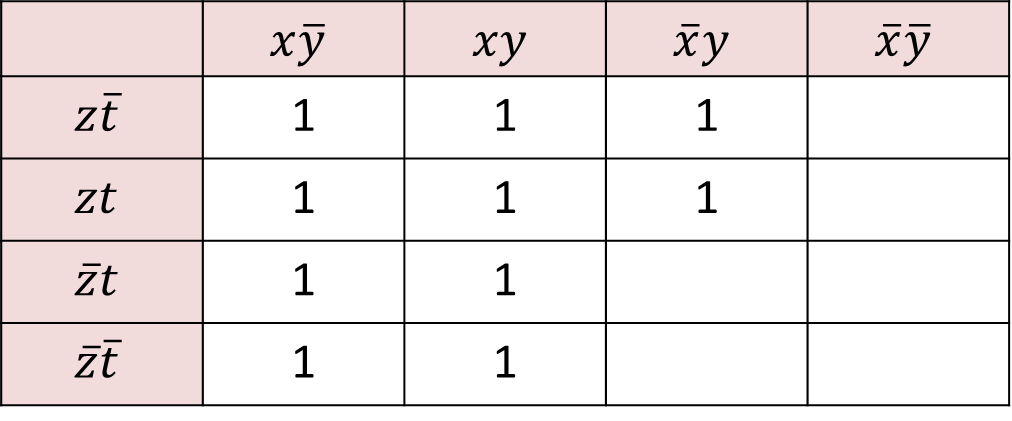 xȳ xy x̄y x̄ȳ
zt̄ 1 1 1
zt 1 1 1
z̄t 1 1
z̄t̄ 1 1